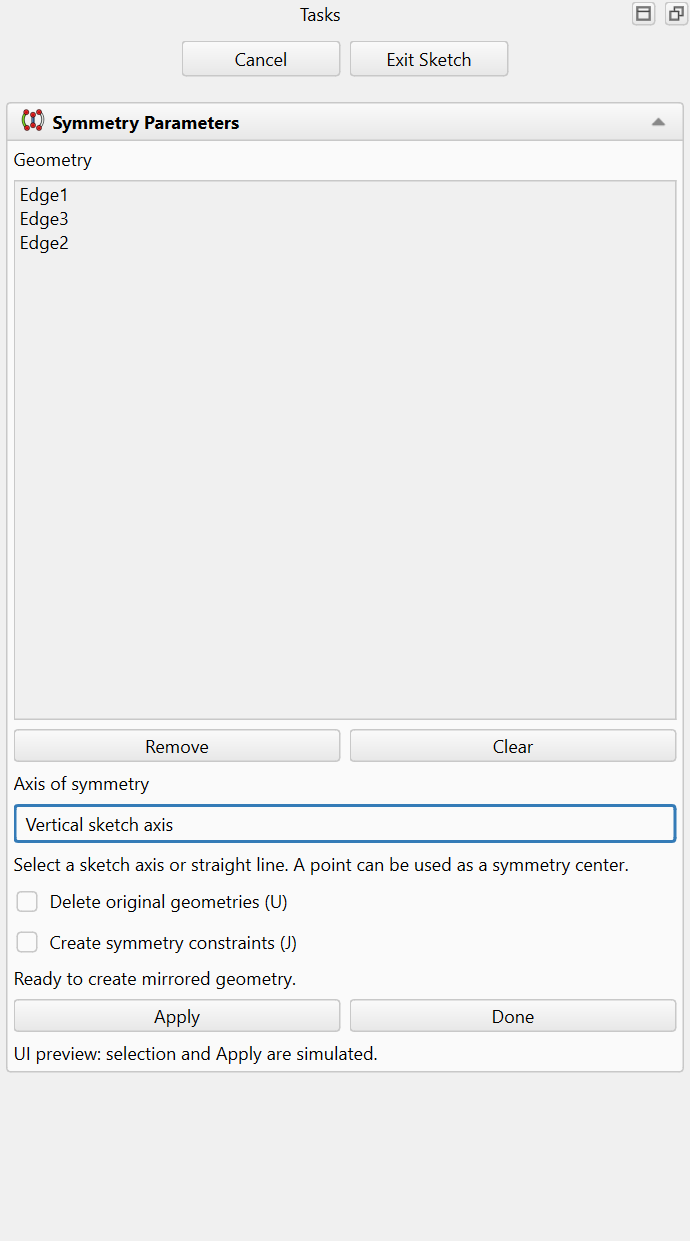 Tasks
Cancel Exit Sketch
Symmetry Parameters
Geometry
Edge1
Edge3
Edge2
Remove Clear
Axis of symmetry
Vertical sketch axis
Select a sketch axis or straight line. A point can be used as a symmetry center.
Delete original geometries (U)
Create symmetry constraints (J)
Ready to create mirrored geometry.
Apply Done
UI preview: selection and Apply are simulated.